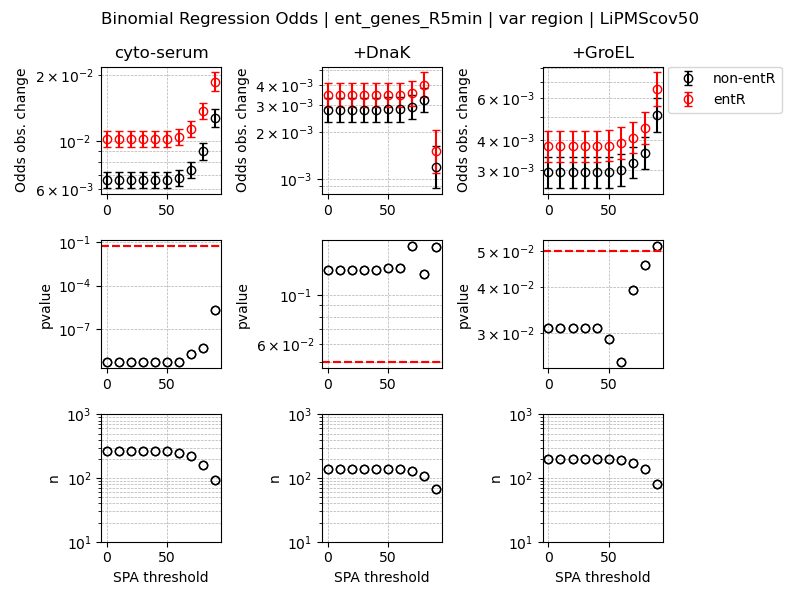 Binomial Regression Odds | ent_genes_R5min | var region | LiPMScov50
cyto-serum
+DnaK
+GroEL
non-entR
entR
Odds obs. change
2 × 10⁻²
10⁻²
6 × 10⁻³
0
50
Odds obs. change
4 × 10⁻³
3 × 10⁻³
2 × 10⁻³
10⁻³
0
50
Odds obs. change
6 × 10⁻³
4 × 10⁻³
3 × 10⁻³
0
50
pvalue
10⁻¹
10⁻⁴
10⁻⁷
0
50
pvalue
10⁻¹
6 × 10⁻²
0
50
pvalue
5 × 10⁻²
4 × 10⁻²
3 × 10⁻²
0
50
n
10³
10²
10¹
0
50
SPA threshold
n
10³
10²
10¹
0
50
SPA threshold
n
10³
10²
10¹
0
50
SPA threshold